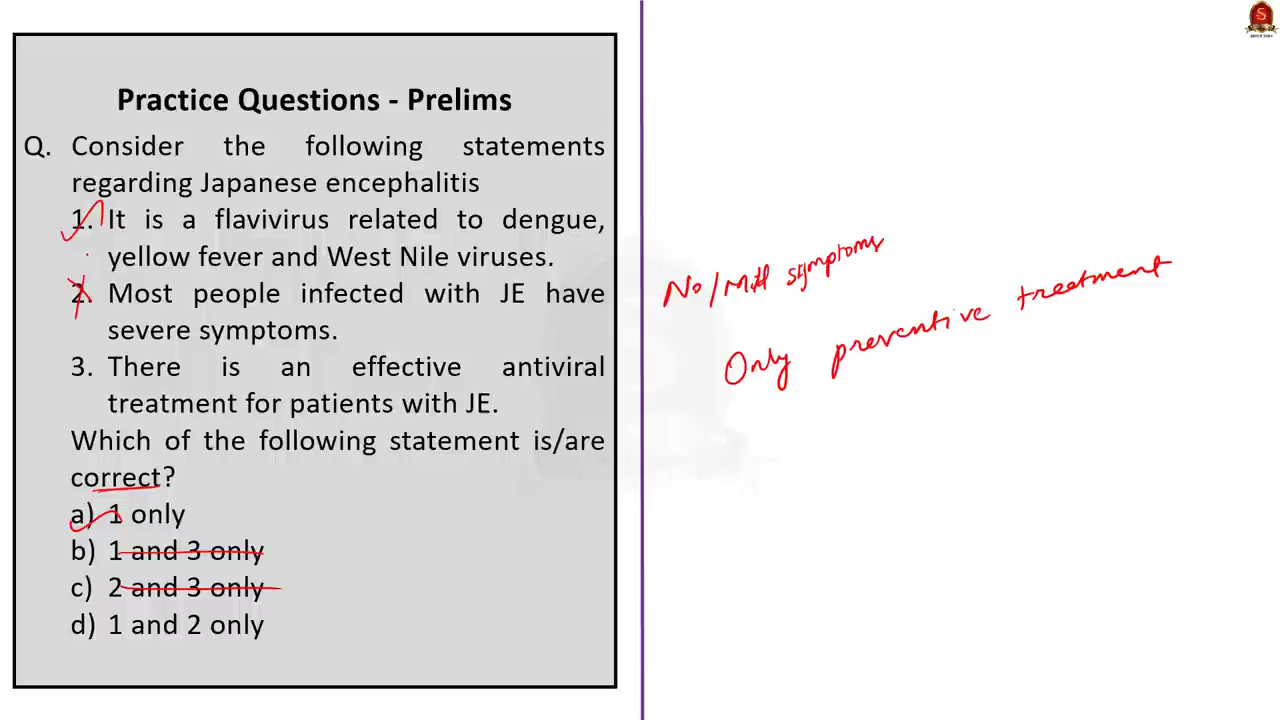 Practice Questions - Prelims
Q. Consider the following statements
regarding Japanese encephalitis
1. It is a flavivirus related to dengue,
yellow fever and West Nile viruses.
2. Most people infected with JE have
severe symptoms.
3. There is an effective antiviral
treatment for patients with JE.
Which of the following statement is/are
correct?
a) 1 only
b) 1 and 3 only
c) 2 and 3 only
d) 1 and 2 only
No/Mild symptoms
Only preventive treatment
S
SINCE 2004